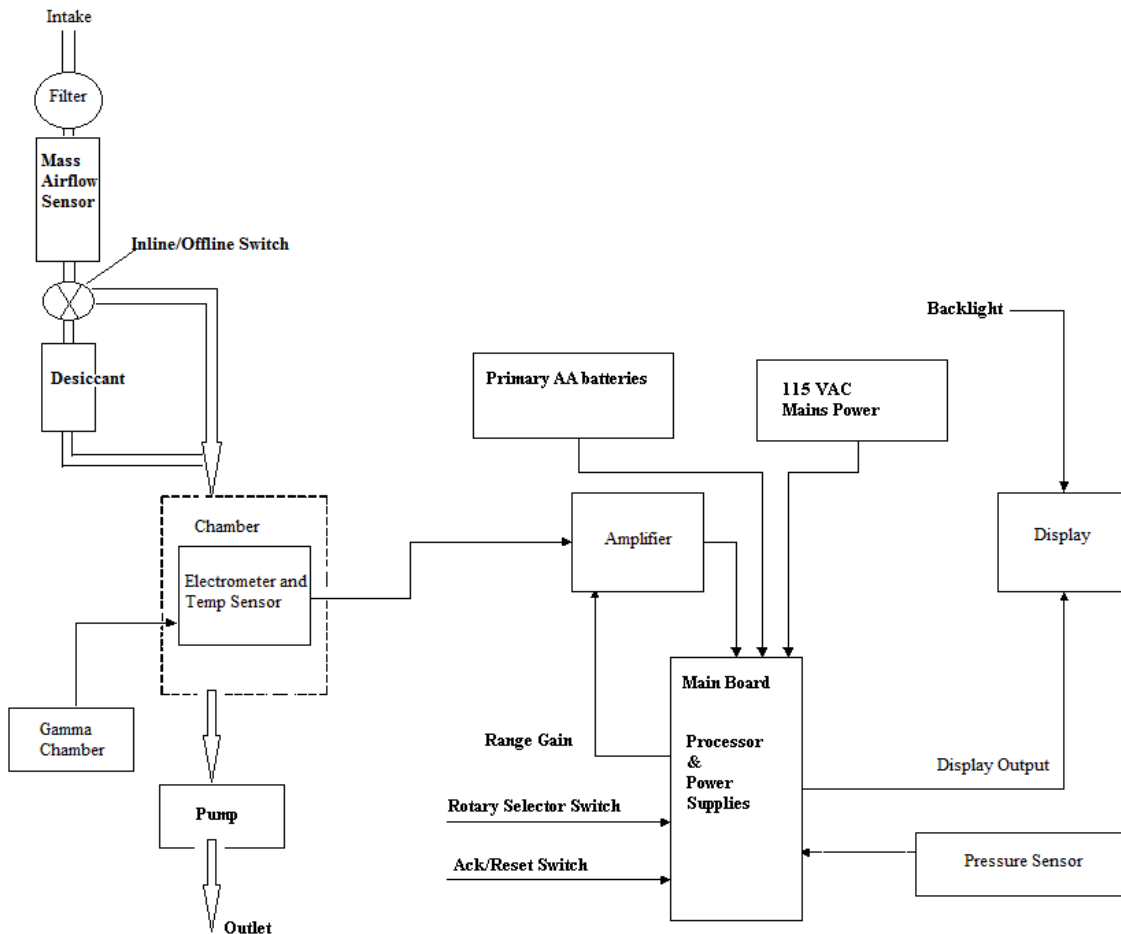 Intake
Filter
Mass
Airflow
Sensor
Inline/Offline Switch
Desiccant
Backlight
Primary AA batteries
115 VAC
Mains Power
Chamber
Electrometer and
Temp Sensor
Amplifier
Display
Gamma
Chamber
Main Board
Processor
&
Power
Supplies
Range Gain
Display Output
Pump
Rotary Selector Switch
Ack/Reset Switch
Pressure Sensor
Outlet